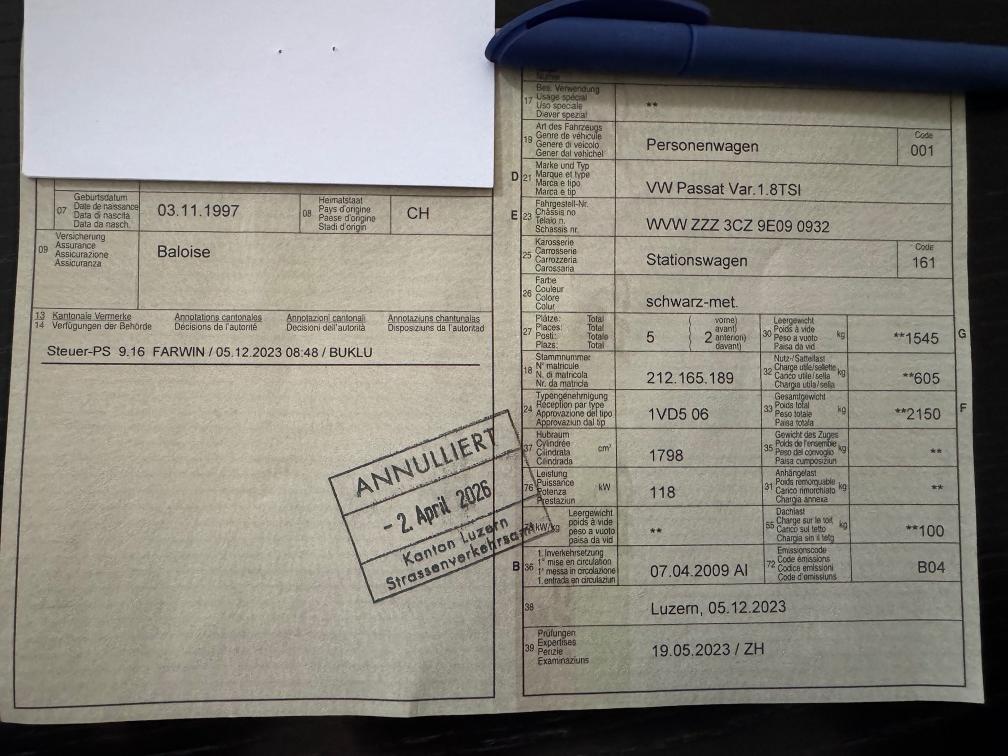 07 Geburtsdatum
Date de naissance
Data di nascita
Data da nasch.
03.11.1997
08 Heimatstaat
Pays d'origine
Paese d'origine
Stadi d'origin
CH
09 Versicherung
Assurance
Assicurazione
Assicuranza
Baloise
13 Kantonale Vermerke Annotations cantonales Annotazioni cantonali Annotaziuns chantunalas
14 Verfügungen der Behörde Décisions de l'autorité Decisioni dell'autorità Disposiziuns da l'autoritad
Steuer-PS 9.16 FARWIN / 05.12.2023 08:48 / BUKLU
ANNULLIERT
- 2. April 2026
Kanton Luzern
Strassenverkehrsamt
17 Bes. Verwendung
Usage spécial
Uso speciale
Diever spezial
**
19 Art des Fahrzeugs
Genre de véhicule
Genere di veicolo
Gener dal vehichel
Personenwagen
Code
001
D 21 Marke und Typ
Marque et type
Marca e tipo
Marca e tip
VW Passat Var.1.8TSI
E 23 Fahrgestell-Nr.
Châssis no
Telaio n.
Schassis nr.
WVW ZZZ 3CZ 9E09 0932
25 Karosserie
Carrosserie
Carrozzeria
Carossaria
Stationswagen
Code
161
26 Farbe
Couleur
Colore
Colur
schwarz-met.
27 Plätze: Total
Places: Total
Posti: Totale
Plazs: Total
5 ( 2 vorne)
avant)
anteriori)
davant)
30 Leergewicht
Poids à vide
Peso a vuoto
Paisa da vid
kg
**1545
G
18 Stammnummer
N° matricule
N. di matricola
Nr. da matricla
212.165.189
32 Nutz-/Sattellast
Charge utile/sellette
Carico utile/sella
Chargia utila/sella
kg
**605
24 Typengenehmigung
Réception par type
Approvazione del tipo
Approvaziun dal tip
1VD5 06
33 Gesamtgewicht
Poids total
Peso totale
Paisa totala
kg
**2150
F
37 Hubraum
Cylindrée
Cilindrata
Cilindrada
cm³
1798
35 Gewicht des Zuges
Poids de l'ensemble
Peso del convoglio
Paisa cumposiziun
kg
**
76 Leistung
Puissance
Potenza
Prestaziun
kW
118
31 Anhängelast
Poids remorquable
Carico rimorchiato
Chargia annexa
kg
**
kW/kg
Leergewicht
poids à vide
peso a vuoto
paisa da vid
**
55 Dachlast
Charge sur le toit
Carico sul tetto
Chargia sin il tetg
kg
**100
B 36 1. Inverkehrsetzung
1re mise en circulation
1a messa in circolazione
1. entrada en circulaziun
07.04.2009 AI
72 Emissionscode
Code émissions
Codice emissioni
Code d'emissiuns
B04
38
Luzern, 05.12.2023
39 Prüfungen
Expertises
Perizie
Examinaziuns
19.05.2023 / ZH